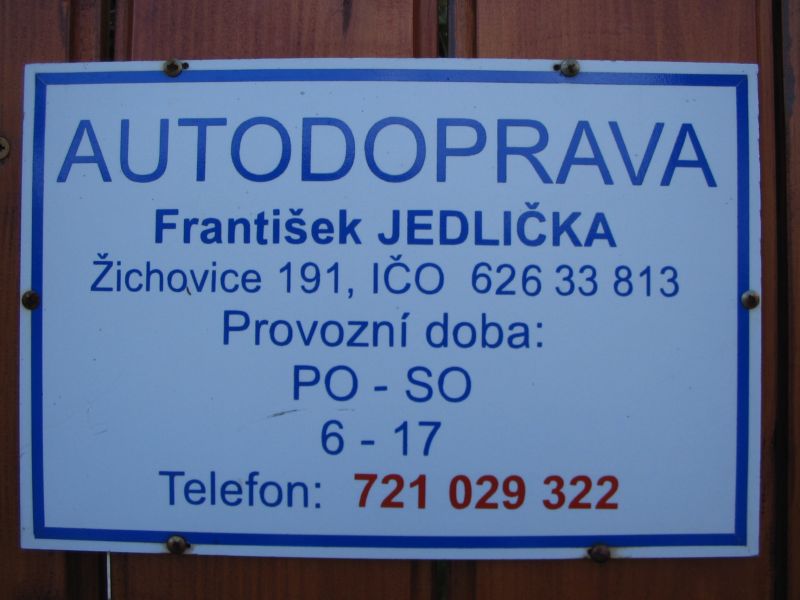 AUTODOPRAVA
František JEDLIČKA
Žichovice 191, IČO 626 33 813
Provozní doba:
PO - SO
6 - 17
Telefon: 721 029 322